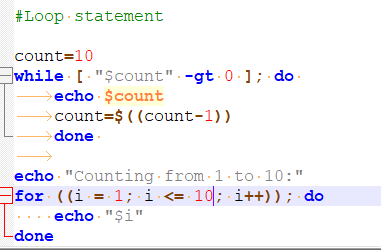 #Loop statement
count=10
while [ "$count" -gt 0 ]; do
echo $count
count=$((count-1))
done
echo "Counting from 1 to 10:"
for ((i = 1; i <= 10; i++)); do
echo "$i"
done